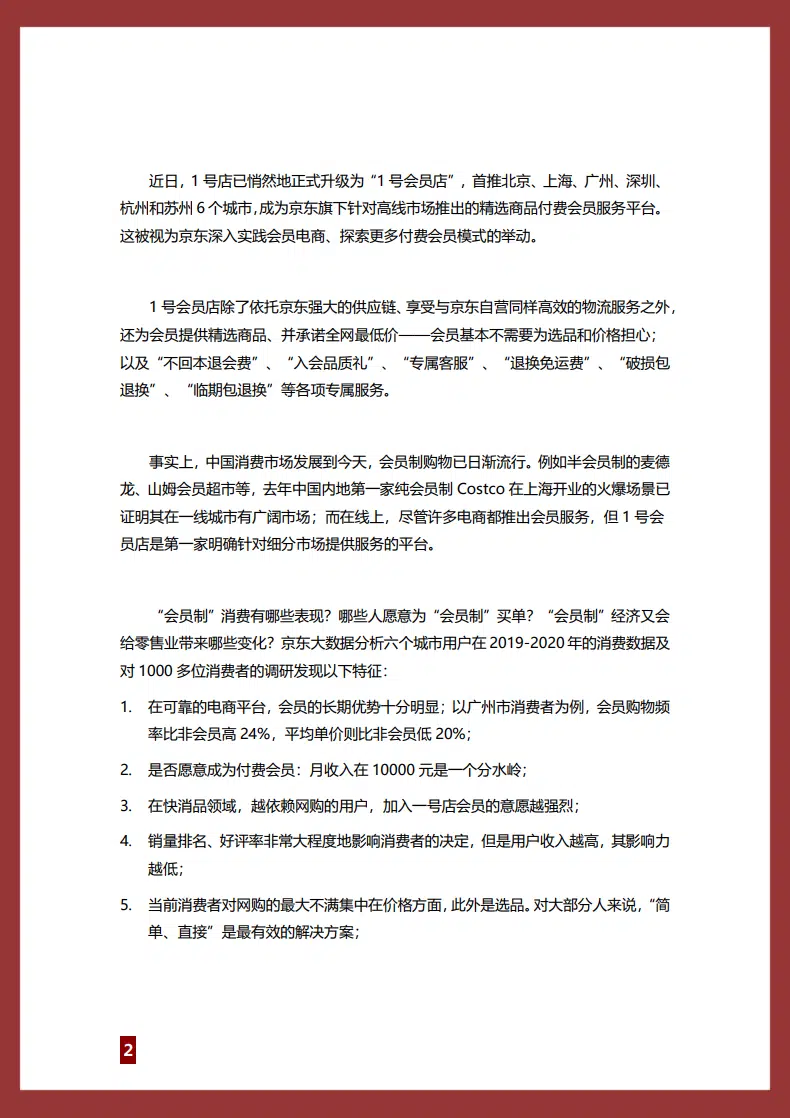 近日，1 号店已悄然地正式升级为“1 号会员店”，首推北京、上海、广州、深圳、
杭州和苏州 6 个城市，成为京东旗下针对高线市场推出的精选商品付费会员服务平台。
这被视为京东深入实践会员电商、探索更多付费会员模式的举动。
1 号会员店除了依托京东强大的供应链、享受与京东自营同样高效的物流服务之外，
还为会员提供精选商品、并承诺全网最低价——会员基本不需要为选品和价格担心；
以及“不回本退会费”、“入会品质礼”、“专属客服”、“退换免运费”、“破损包
退换”、“临期包退换”等各项专属服务。
事实上，中国消费市场发展到今天，会员制购物已日渐流行。例如半会员制的麦德
龙、山姆会员超市等，去年中国内地第一家纯会员制 Costco 在上海开业的火爆场景已
证明其在一线城市有广阔市场；而在线上，尽管许多电商都推出会员服务，但 1 号会
员店是第一家明确针对细分市场提供服务的平台。
“会员制”消费有哪些表现？哪些人愿意为“会员制”买单？“会员制”经济又会
给零售业带来哪些变化？京东大数据分析六个城市用户在 2019-2020 年的消费数据及
对 1000 多位消费者的调研发现以下特征：
1. 在可靠的电商平台，会员的长期优势十分明显；以广州市消费者为例，会员购物频
率比非会员高 24%，平均单价则比非会员低 20%；
2. 是否愿意成为付费会员：月收入在 10000 元是一个分水岭；
3. 在快消品领域，越依赖网购的用户，加入一号店会员的意愿越强烈；
4. 销量排名、好评率非常大程度地影响消费者的决定，但是用户收入越高，其影响力
越低；
5. 当前消费者对网购的最大不满集中在价格方面，此外是选品。对大部分人来说，“简
单、直接”是最有效的解决方案；
2